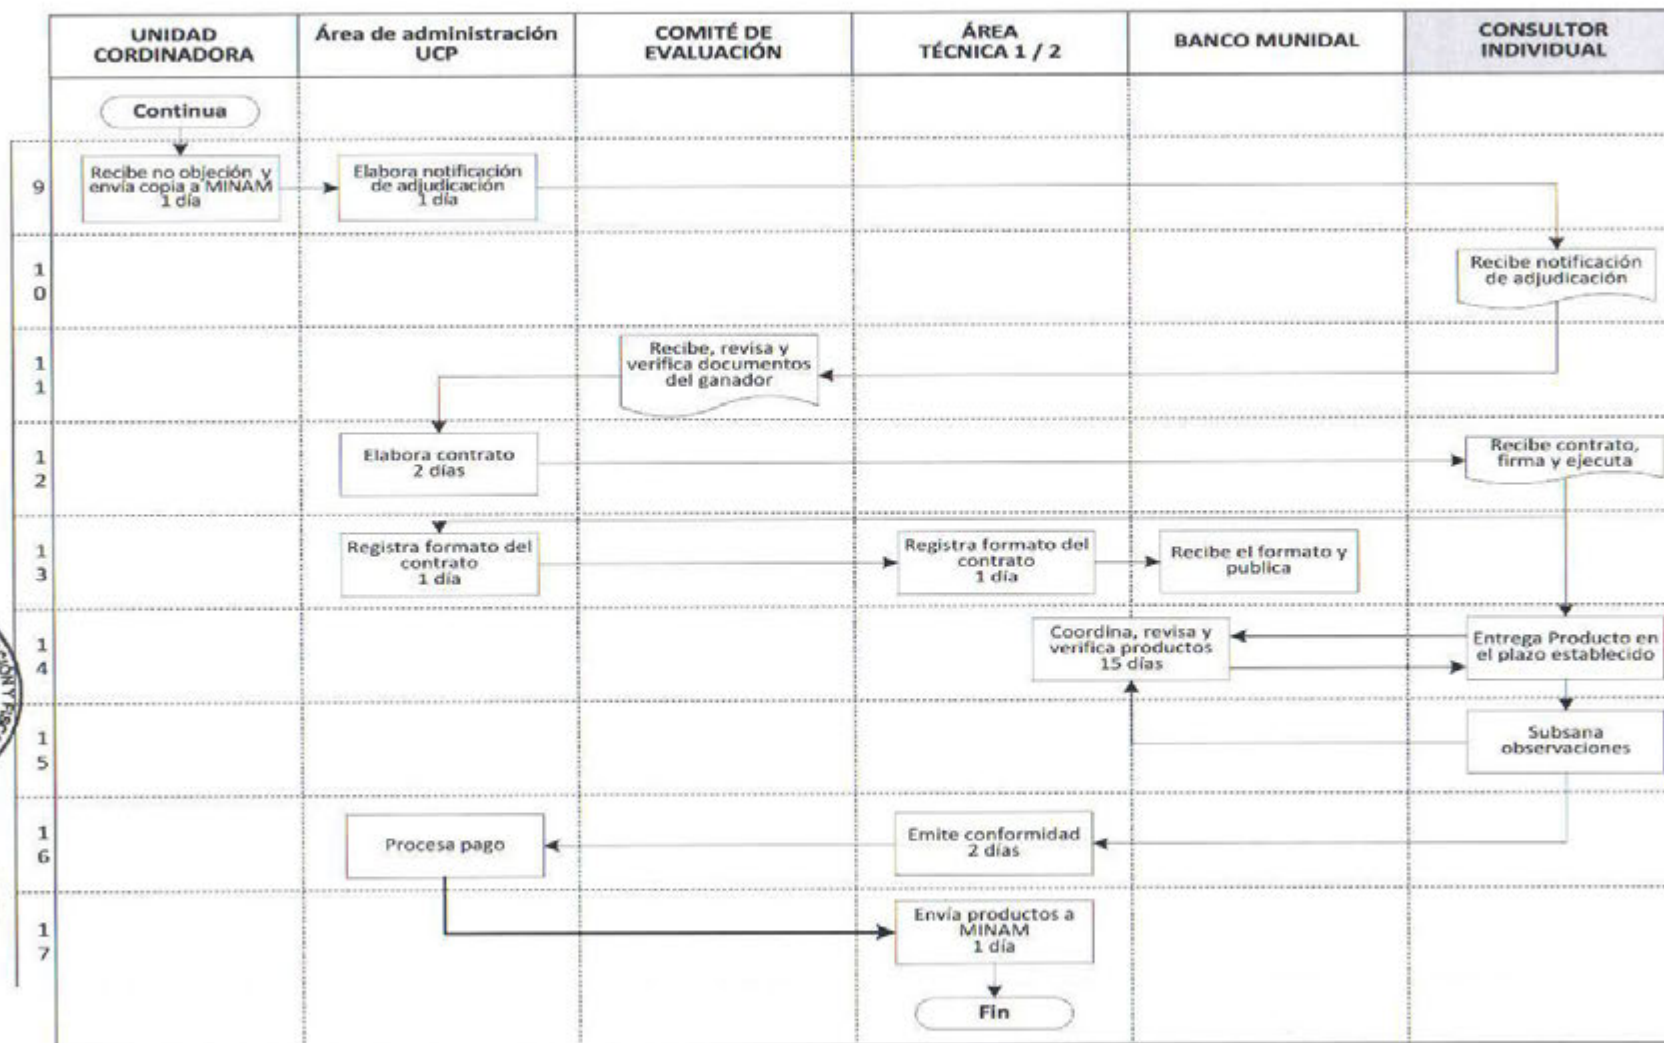 UNIDAD
CORDINADORA
Área de administración
UCP
COMITÉ DE
EVALUACIÓN
ÁREA
TÉCNICA 1 / 2
BANCO MUNIDAL
CONSULTOR
INDIVIDUAL
Continua
9
Recibe no objeción y
envía copia a MINAM
1 día
Elabora notificación
de adjudicación
1 día
1
0
Recibe notificación
de adjudicación
1
1
Recibe, revisa y
verifica documentos
del ganador
1
2
Elabora contrato
2 días
Recibe contrato,
firma y ejecuta
1
3
Registra formato del
contrato
1 día
Registra formato del
contrato
1 día
Recibe el formato y
publica
1
4
Coordina, revisa y
verifica productos
15 días
Entrega Producto en
el plazo establecido
1
5
Subsana
observaciones
1
6
Procesa pago
Emite conformidad
2 días
1
7
Envía productos a
MINAM
1 día
Fin